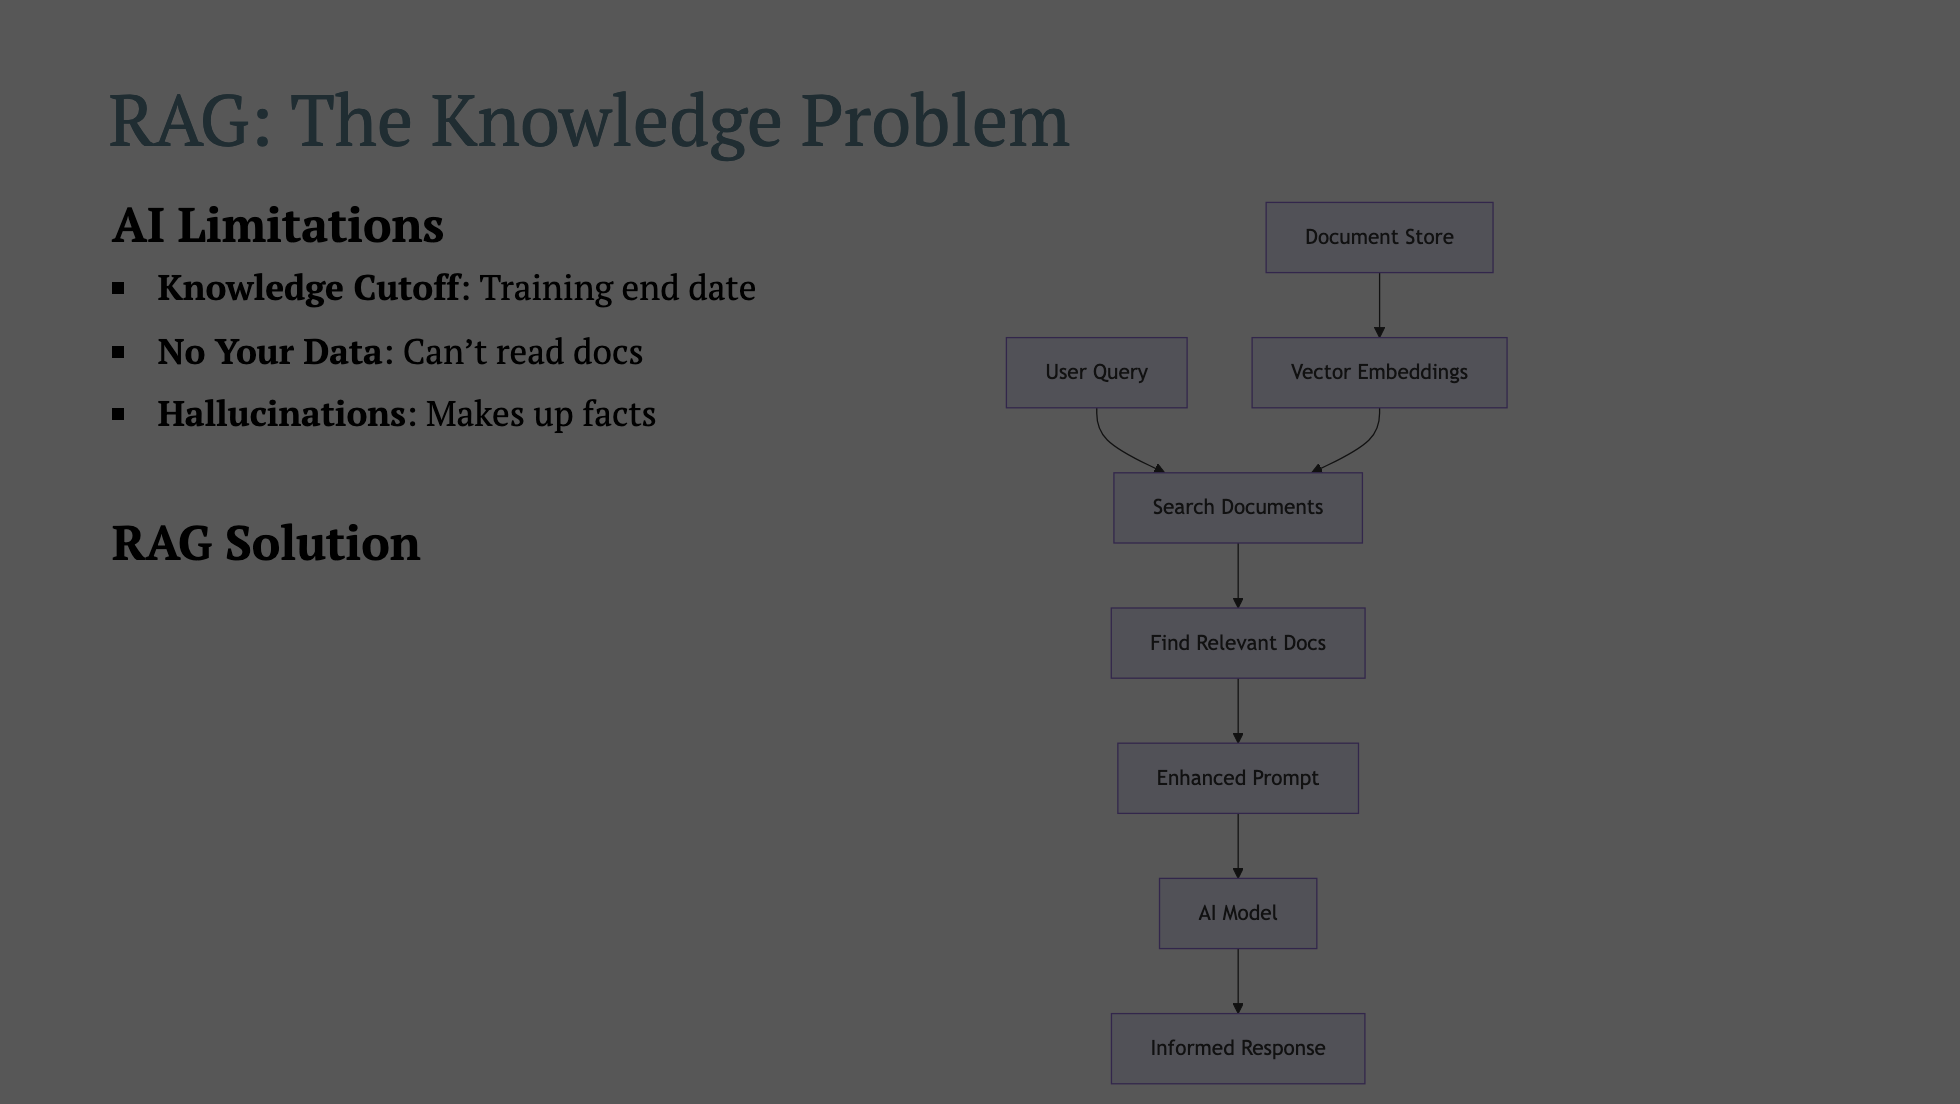 RAG: The Knowledge Problem
AI Limitations
Knowledge Cutoff: Training end date
No Your Data: Can’t read docs
Hallucinations: Makes up facts
RAG Solution
Document Store
User Query
Vector Embeddings
Search Documents
Find Relevant Docs
Enhanced Prompt
AI Model
Informed Response